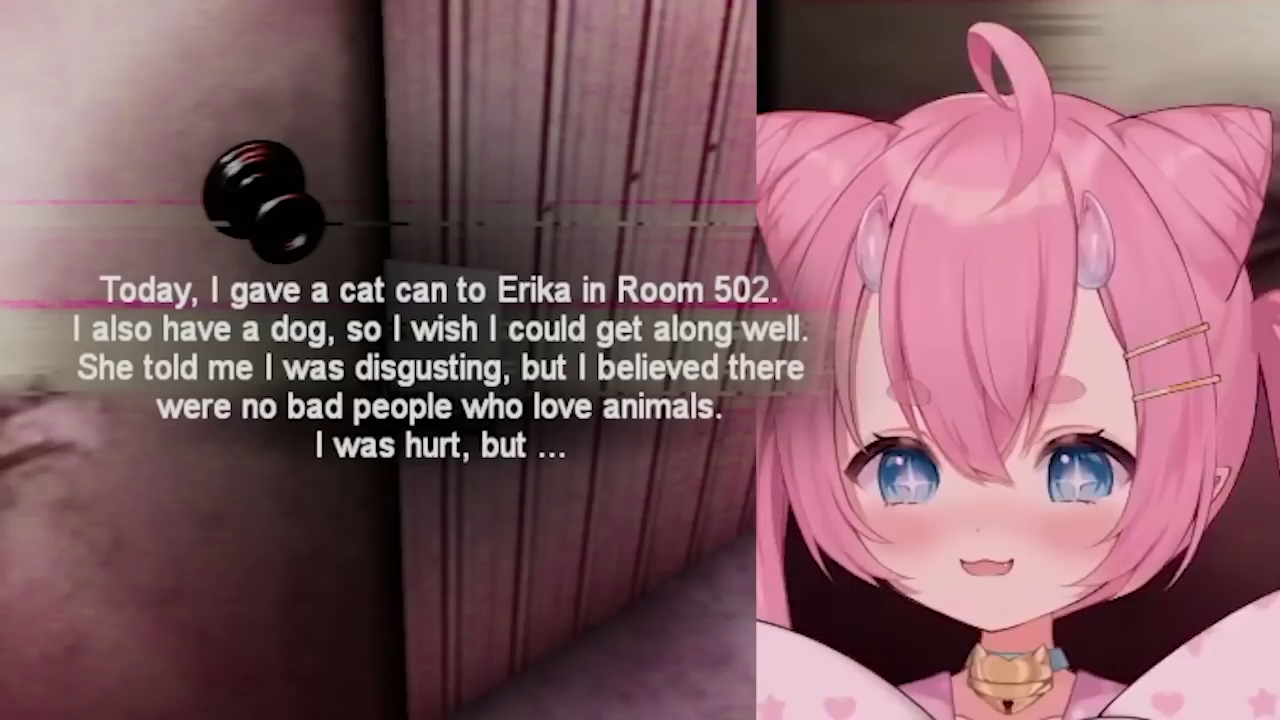 Today, I gave a cat can to Erika in Room 502.
I also have a dog, so I wish I could get along well.
She told me I was disgusting, but I believed there
were no bad people who love animals.
I was hurt, but ...